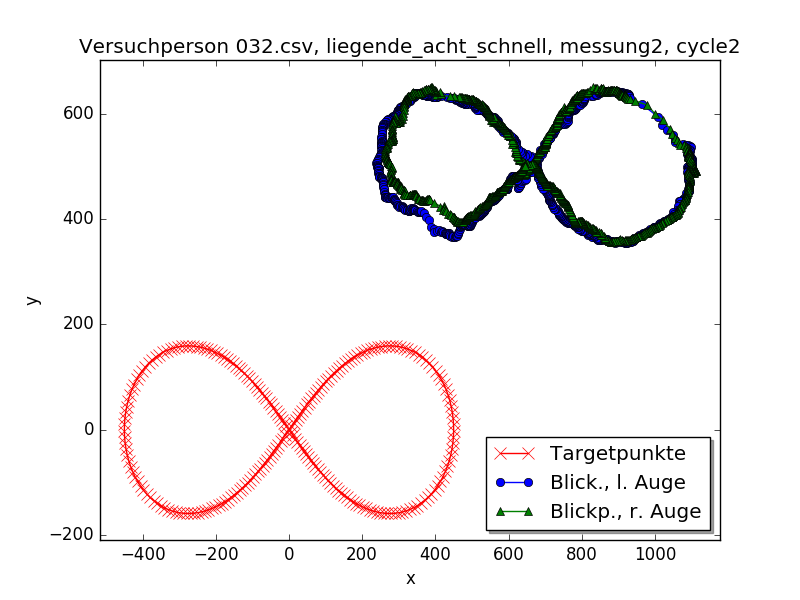 Versuchperson 032.csv, liegende_acht_schnell, messung2, cycle2
600
400
200
0
−200
y
−400
−200
0
200
400
600
800
1000
x
Targetpunkte
Blick., l. Auge
Blickp., r. Auge